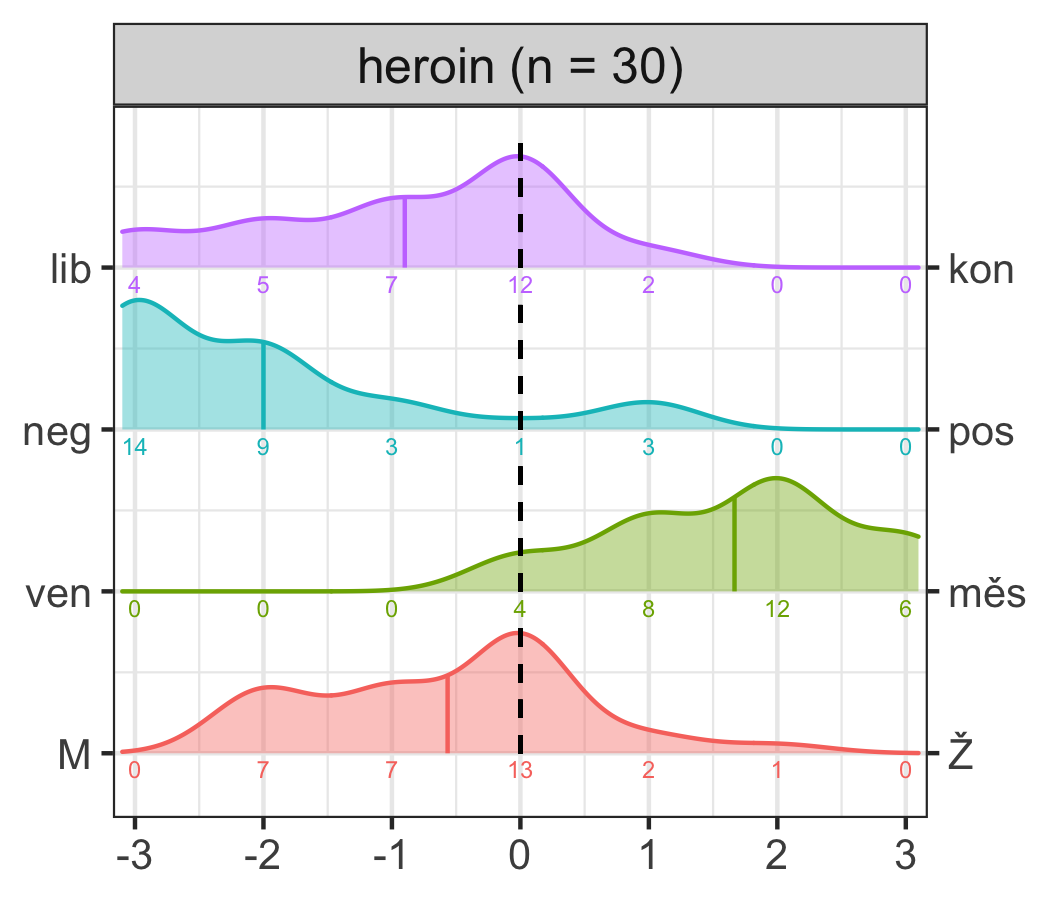 heroin (n = 30)
lib kon
4 5 7 12 2 0 0
neg pos
14 9 3 1 3 0 0
ven měs
0 0 0 4 8 12 6
M Ž
0 7 7 13 2 1 0
-3 -2 -1 0 1 2 3